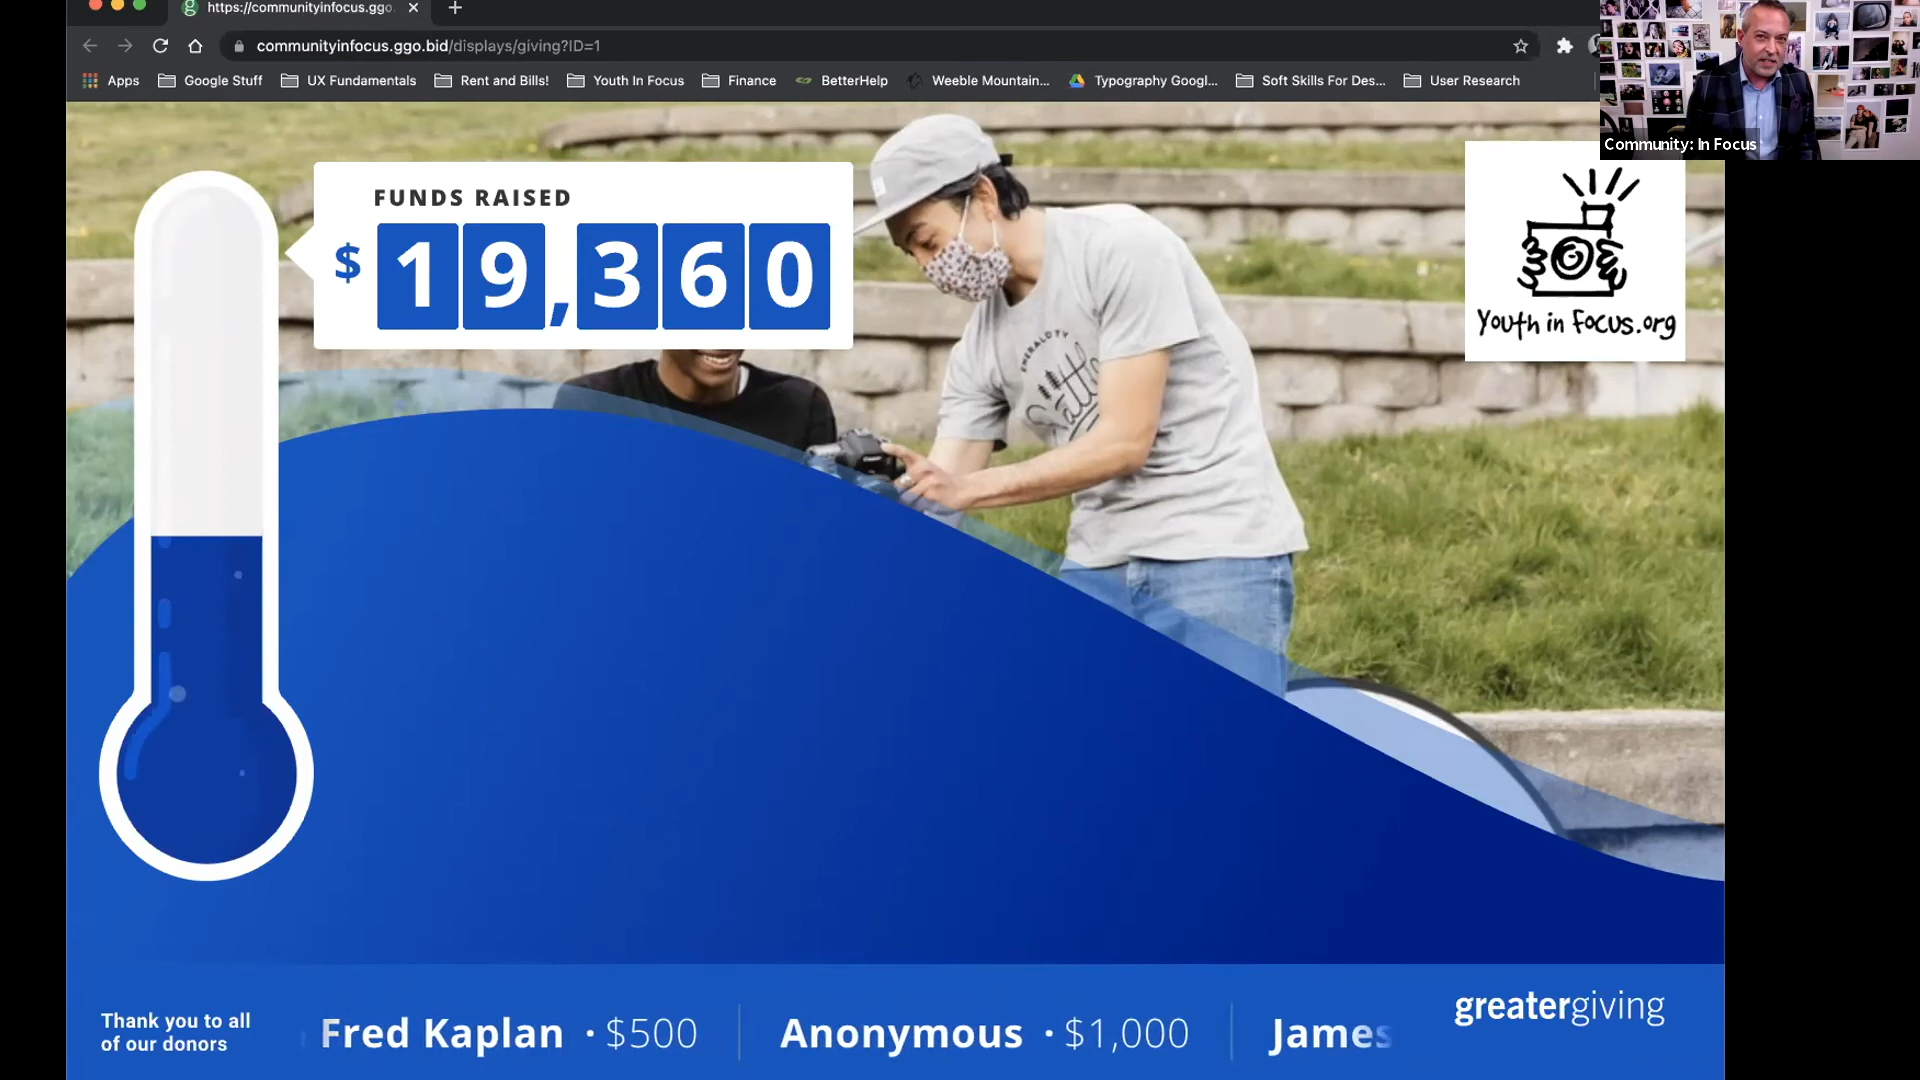 https://communityinfocus.ggo.
communityinfocus.ggo.bid/displays/giving?ID=1
Apps
Google Stuff
UX Fundamentals
Rent and Bills!
Youth In Focus
Finance
BetterHelp
Weeble Mountain...
Typography Googl...
Soft Skills For Des...
User Research
Community: In Focus
FUNDS RAISED
$19,360
Youth in Focus.org
EMERALD
Seattle
Canon
Thank you to all
of our donors
Fred Kaplan · $500
Anonymous · $1,000
James
greatergiving